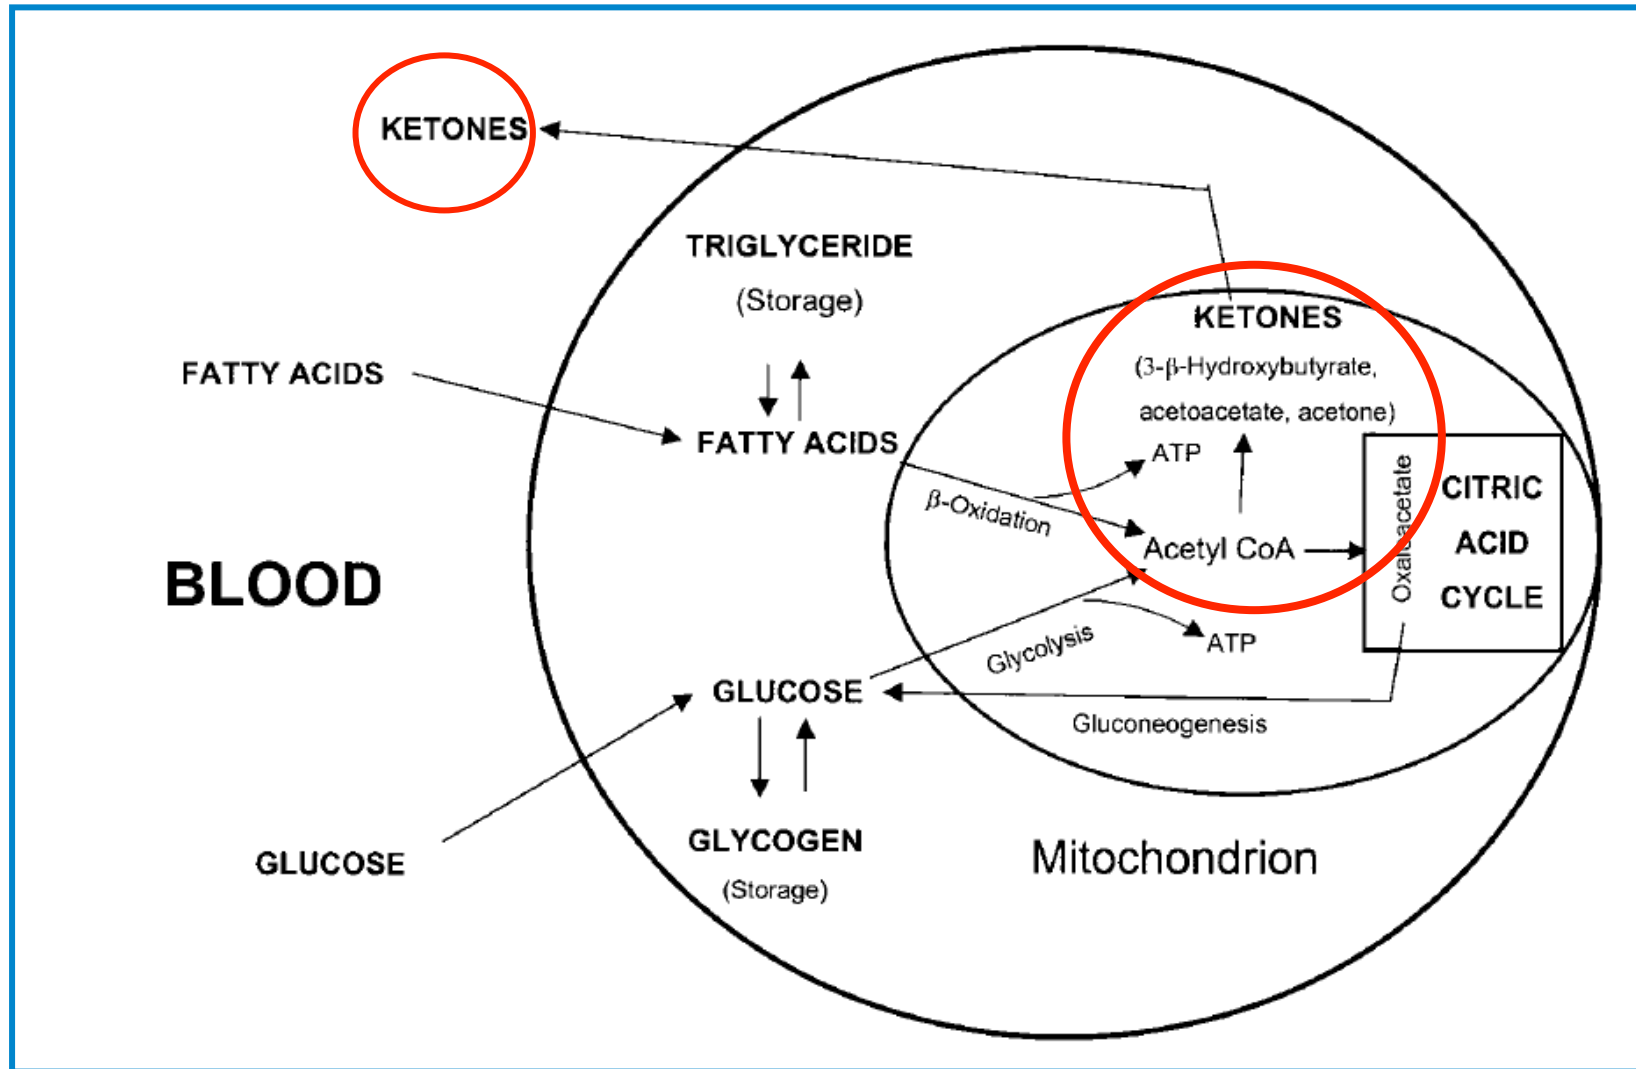 KETONES
TRIGLYCERIDE
(Storage)
KETONES
(3-β-Hydroxybutyrate,
acetoacetate, acetone)
FATTY ACIDS
FATTY ACIDS
β-Oxidation
ATP
Acetyl CoA
Oxaloacetate
CITRIC
ACID
CYCLE
BLOOD
Glycolysis
ATP
GLUCOSE
Gluconeogenesis
GLYCOGEN
(Storage)
GLUCOSE
Mitochondrion